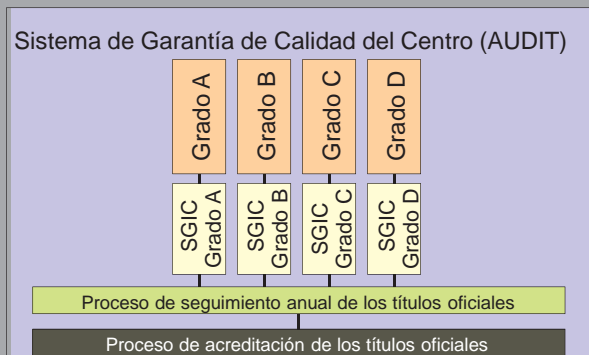 Sistema de Garantía de Calidad del Centro (AUDIT)
Grado A
Grado B
Grado C
Grado D
SGIC
Grado A
SGIC
Grado B
SGIC
Grado C
SGIC
Grado D
Proceso de seguimiento anual de los títulos oficiales
Proceso de acreditación de los títulos oficiales